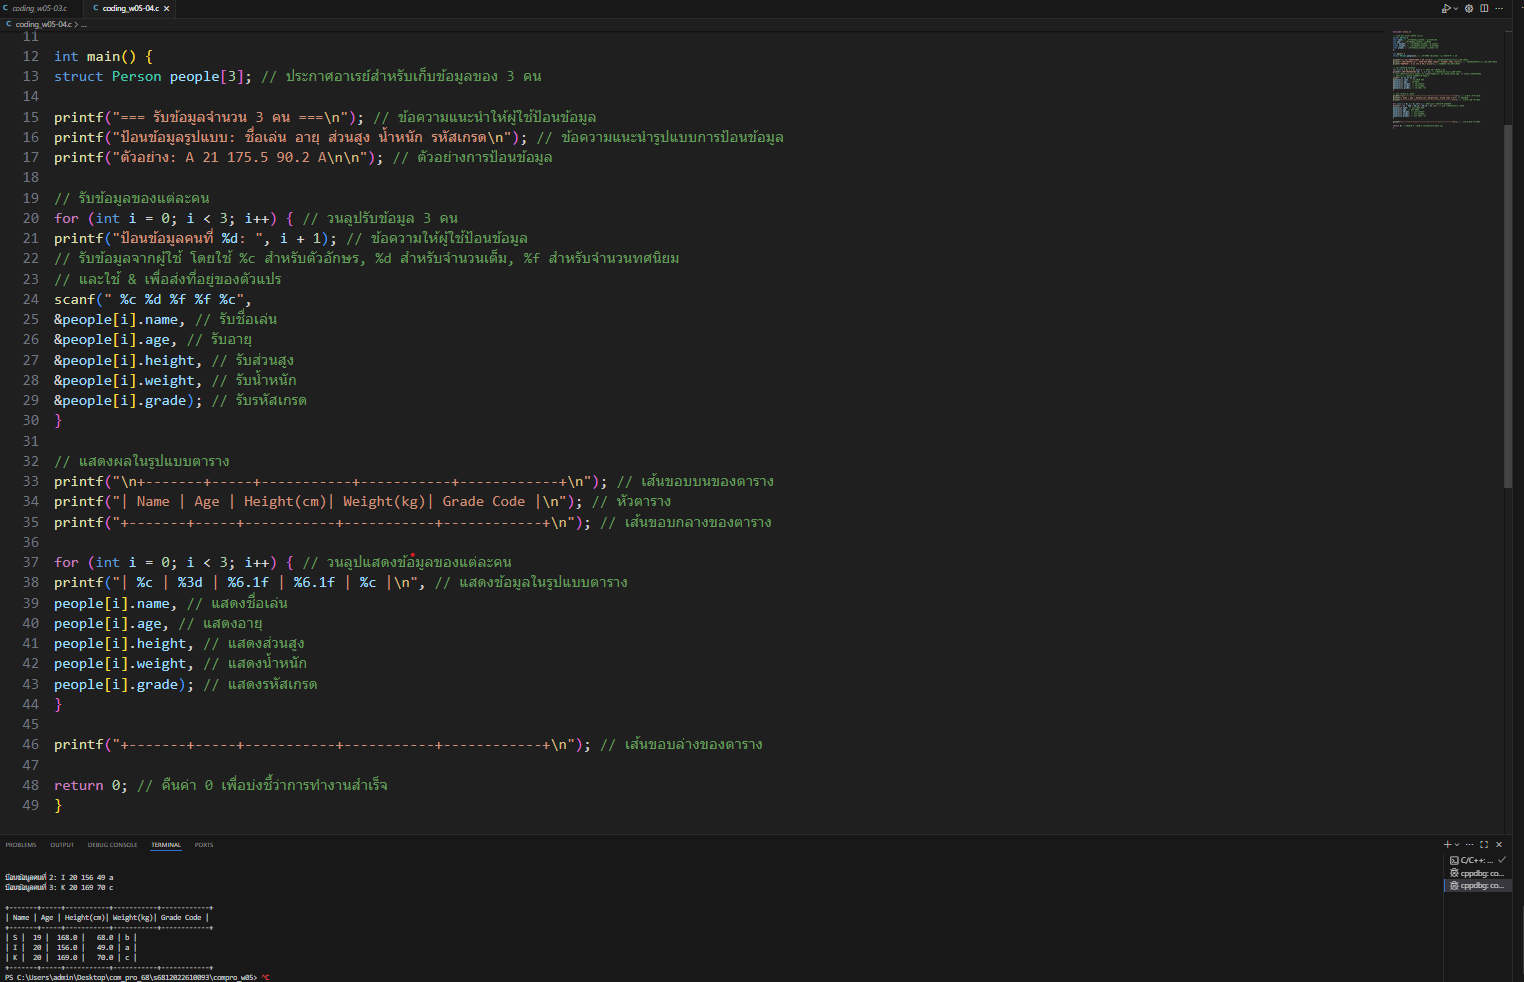 C coding_w05-03.c
C coding_w05-04.c ×
C coding_w05-04.c > ...
11
12 int main() {
13 struct Person people[3]; // ประกาศอาเรย์สำหรับเก็บข้อมูลของ 3 คน
14
15 printf("=== รับข้อมูลจำนวน 3 คน ===\n"); // ข้อความแนะนำให้ผู้ใช้ป้อนข้อมูล
16 printf("ป้อนข้อมูลรูปแบบ: ชื่อเล่น อายุ ส่วนสูง น้ำหนัก รหัสเกรด\n"); // ข้อความแนะนำรูปแบบการป้อนข้อมูล
17 printf("ตัวอย่าง: A 21 175.5 90.2 A\n\n"); // ตัวอย่างการป้อนข้อมูล
18
19 // รับข้อมูลของแต่ละคน
20 for (int i = 0; i < 3; i++) { // วนลูปรับข้อมูล 3 คน
21 printf("ป้อนข้อมูลคนที่ %d: ", i + 1); // ข้อความให้ผู้ใช้ป้อนข้อมูล
22 // รับข้อมูลจากผู้ใช้ โดยใช้ %c สำหรับตัวอักษร, %d สำหรับจำนวนเต็ม, %f สำหรับจำนวนทศนิยม
23 // และใช้ & เพื่อส่งที่อยู่ของตัวแปร
24 scanf(" %c %d %f %f %c",
25 &people[i].name, // รับชื่อเล่น
26 &people[i].age, // รับอายุ
27 &people[i].height, // รับส่วนสูง
28 &people[i].weight, // รับน้ำหนัก
29 &people[i].grade); // รับรหัสเกรด
30 }
31
32 // แสดงผลในรูปแบบตาราง
33 printf("\n+-------+-----+-----------+-----------+------------+\n"); // เส้นขอบบนของตาราง
34 printf("| Name | Age | Height(cm)| Weight(kg)| Grade Code |\n"); // หัวตาราง
35 printf("+-------+-----+-----------+-----------+------------+\n"); // เส้นขอบกลางของตาราง
36
37 for (int i = 0; i < 3; i++) { // วนลูปแสดงข้อมูลของแต่ละคน
38 printf("| %c | %3d | %6.1f | %6.1f | %c |\n", // แสดงข้อมูลในรูปแบบตาราง
39 people[i].name, // แสดงชื่อเล่น
40 people[i].age, // แสดงอายุ
41 people[i].height, // แสดงส่วนสูง
42 people[i].weight, // แสดงน้ำหนัก
43 people[i].grade); // แสดงรหัสเกรด
44 }
45
46 printf("+-------+-----+-----------+-----------+------------+\n"); // เส้นขอบล่างของตาราง
47
48 return 0; // คืนค่า 0 เพื่อบ่งชี้ว่าการทำงานสำเร็จ
49 }
PROBLEMS OUTPUT DEBUG CONSOLE TERMINAL PORTS
C/C++: ...
cppdbg: co...
cppdbg: co...
ป้อนข้อมูลคนที่ 2: I 20 156 49 a
ป้อนข้อมูลคนที่ 3: K 20 169 70 c
+-------+-----+-----------+-----------+------------+
| Name | Age | Height(cm)| Weight(kg)| Grade Code |
+-------+-----+-----------+-----------+------------+
| S |  19 |  168.0 |   68.0 | b |
| I |  20 |  156.0 |   49.0 | a |
| K |  20 |  169.0 |   70.0 | c |
+-------+-----+-----------+-----------+------------+
PS C:\Users\admin\Desktop\com_pro_68\s6812022610093\compro_w05> ^C